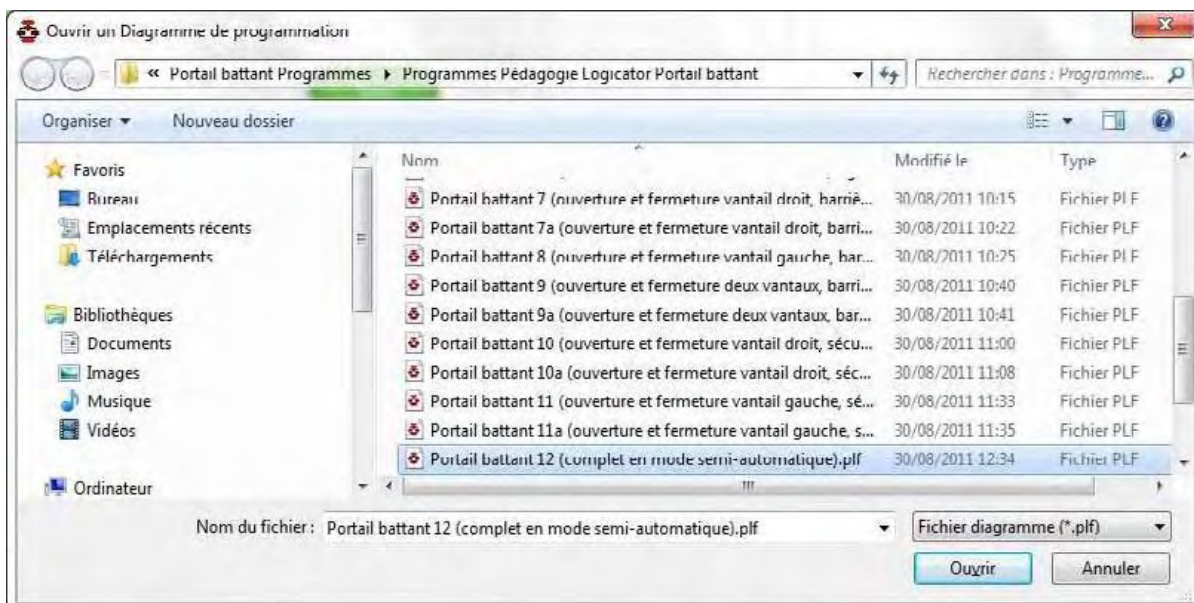 Ouvrir un Diagramme de programmation
« Portail battant Programmes ▸ Programmes Pédagogie Logicator Portail battant
Rechercher dans : Programme...
Organiser ▾ Nouveau dossier
Nom Modifié le Type
Favoris
Bureau
Emplacements récents
Téléchargements
Bibliothèques
Documents
Images
Musique
Vidéos
Ordinateur
Portail battant 7 (ouverture et fermeture vantail droit, barriè... 30/08/2011 10:15 Fichier PLF
Portail battant 7a (ouverture et fermeture vantail droit, barri... 30/08/2011 10:22 Fichier PLF
Portail battant 8 (ouverture et fermeture vantail gauche, bar... 30/08/2011 10:25 Fichier PLF
Portail battant 9 (ouverture et fermeture deux vantaux, barri... 30/08/2011 10:40 Fichier PLF
Portail battant 9a (ouverture et fermeture deux vantaux, bar... 30/08/2011 10:41 Fichier PLF
Portail battant 10 (ouverture et fermeture vantail droit, sécu... 30/08/2011 11:00 Fichier PLF
Portail battant 10a (ouverture et fermeture vantail droit, séc... 30/08/2011 11:08 Fichier PLF
Portail battant 11 (ouverture et fermeture vantail gauche, sé... 30/08/2011 11:33 Fichier PLF
Portail battant 11a (ouverture et fermeture vantail gauche, s... 30/08/2011 11:35 Fichier PLF
Portail battant 12 (complet en mode semi-automatique).plf 30/08/2011 12:34 Fichier PLF
Nom du fichier : Portail battant 12 (complet en mode semi-automatique).plf
Fichier diagramme (*.plf)
Ouvrir Annuler